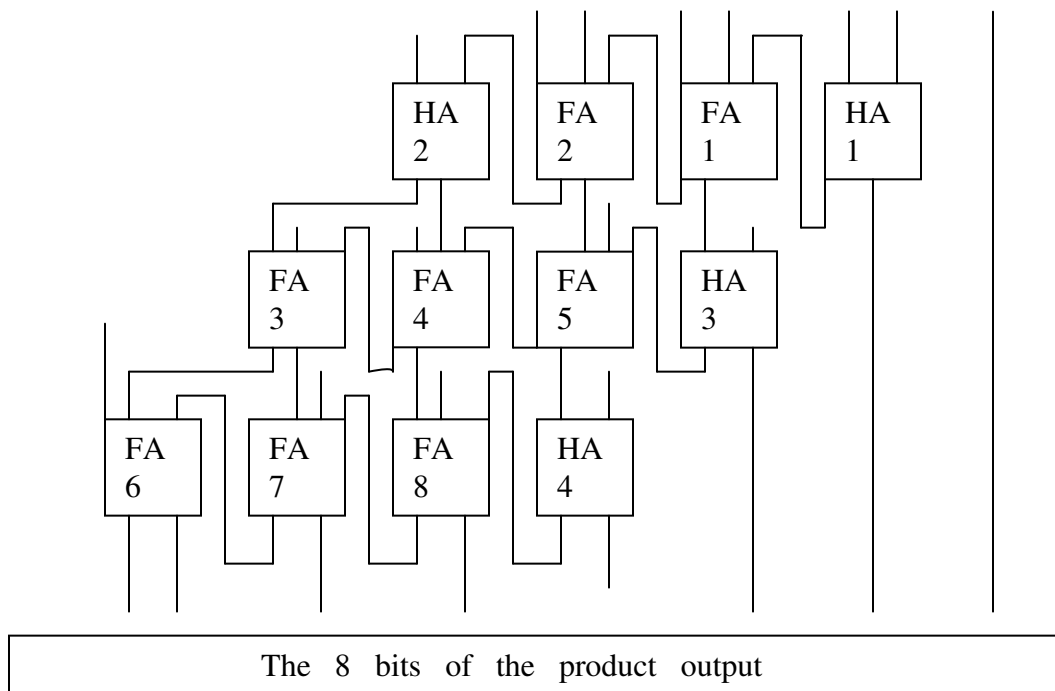 HA FA FA HA
2 2 1 1
FA FA FA HA
3 4 5 3
FA FA FA HA
6 7 8 4
The 8 bits of the product output